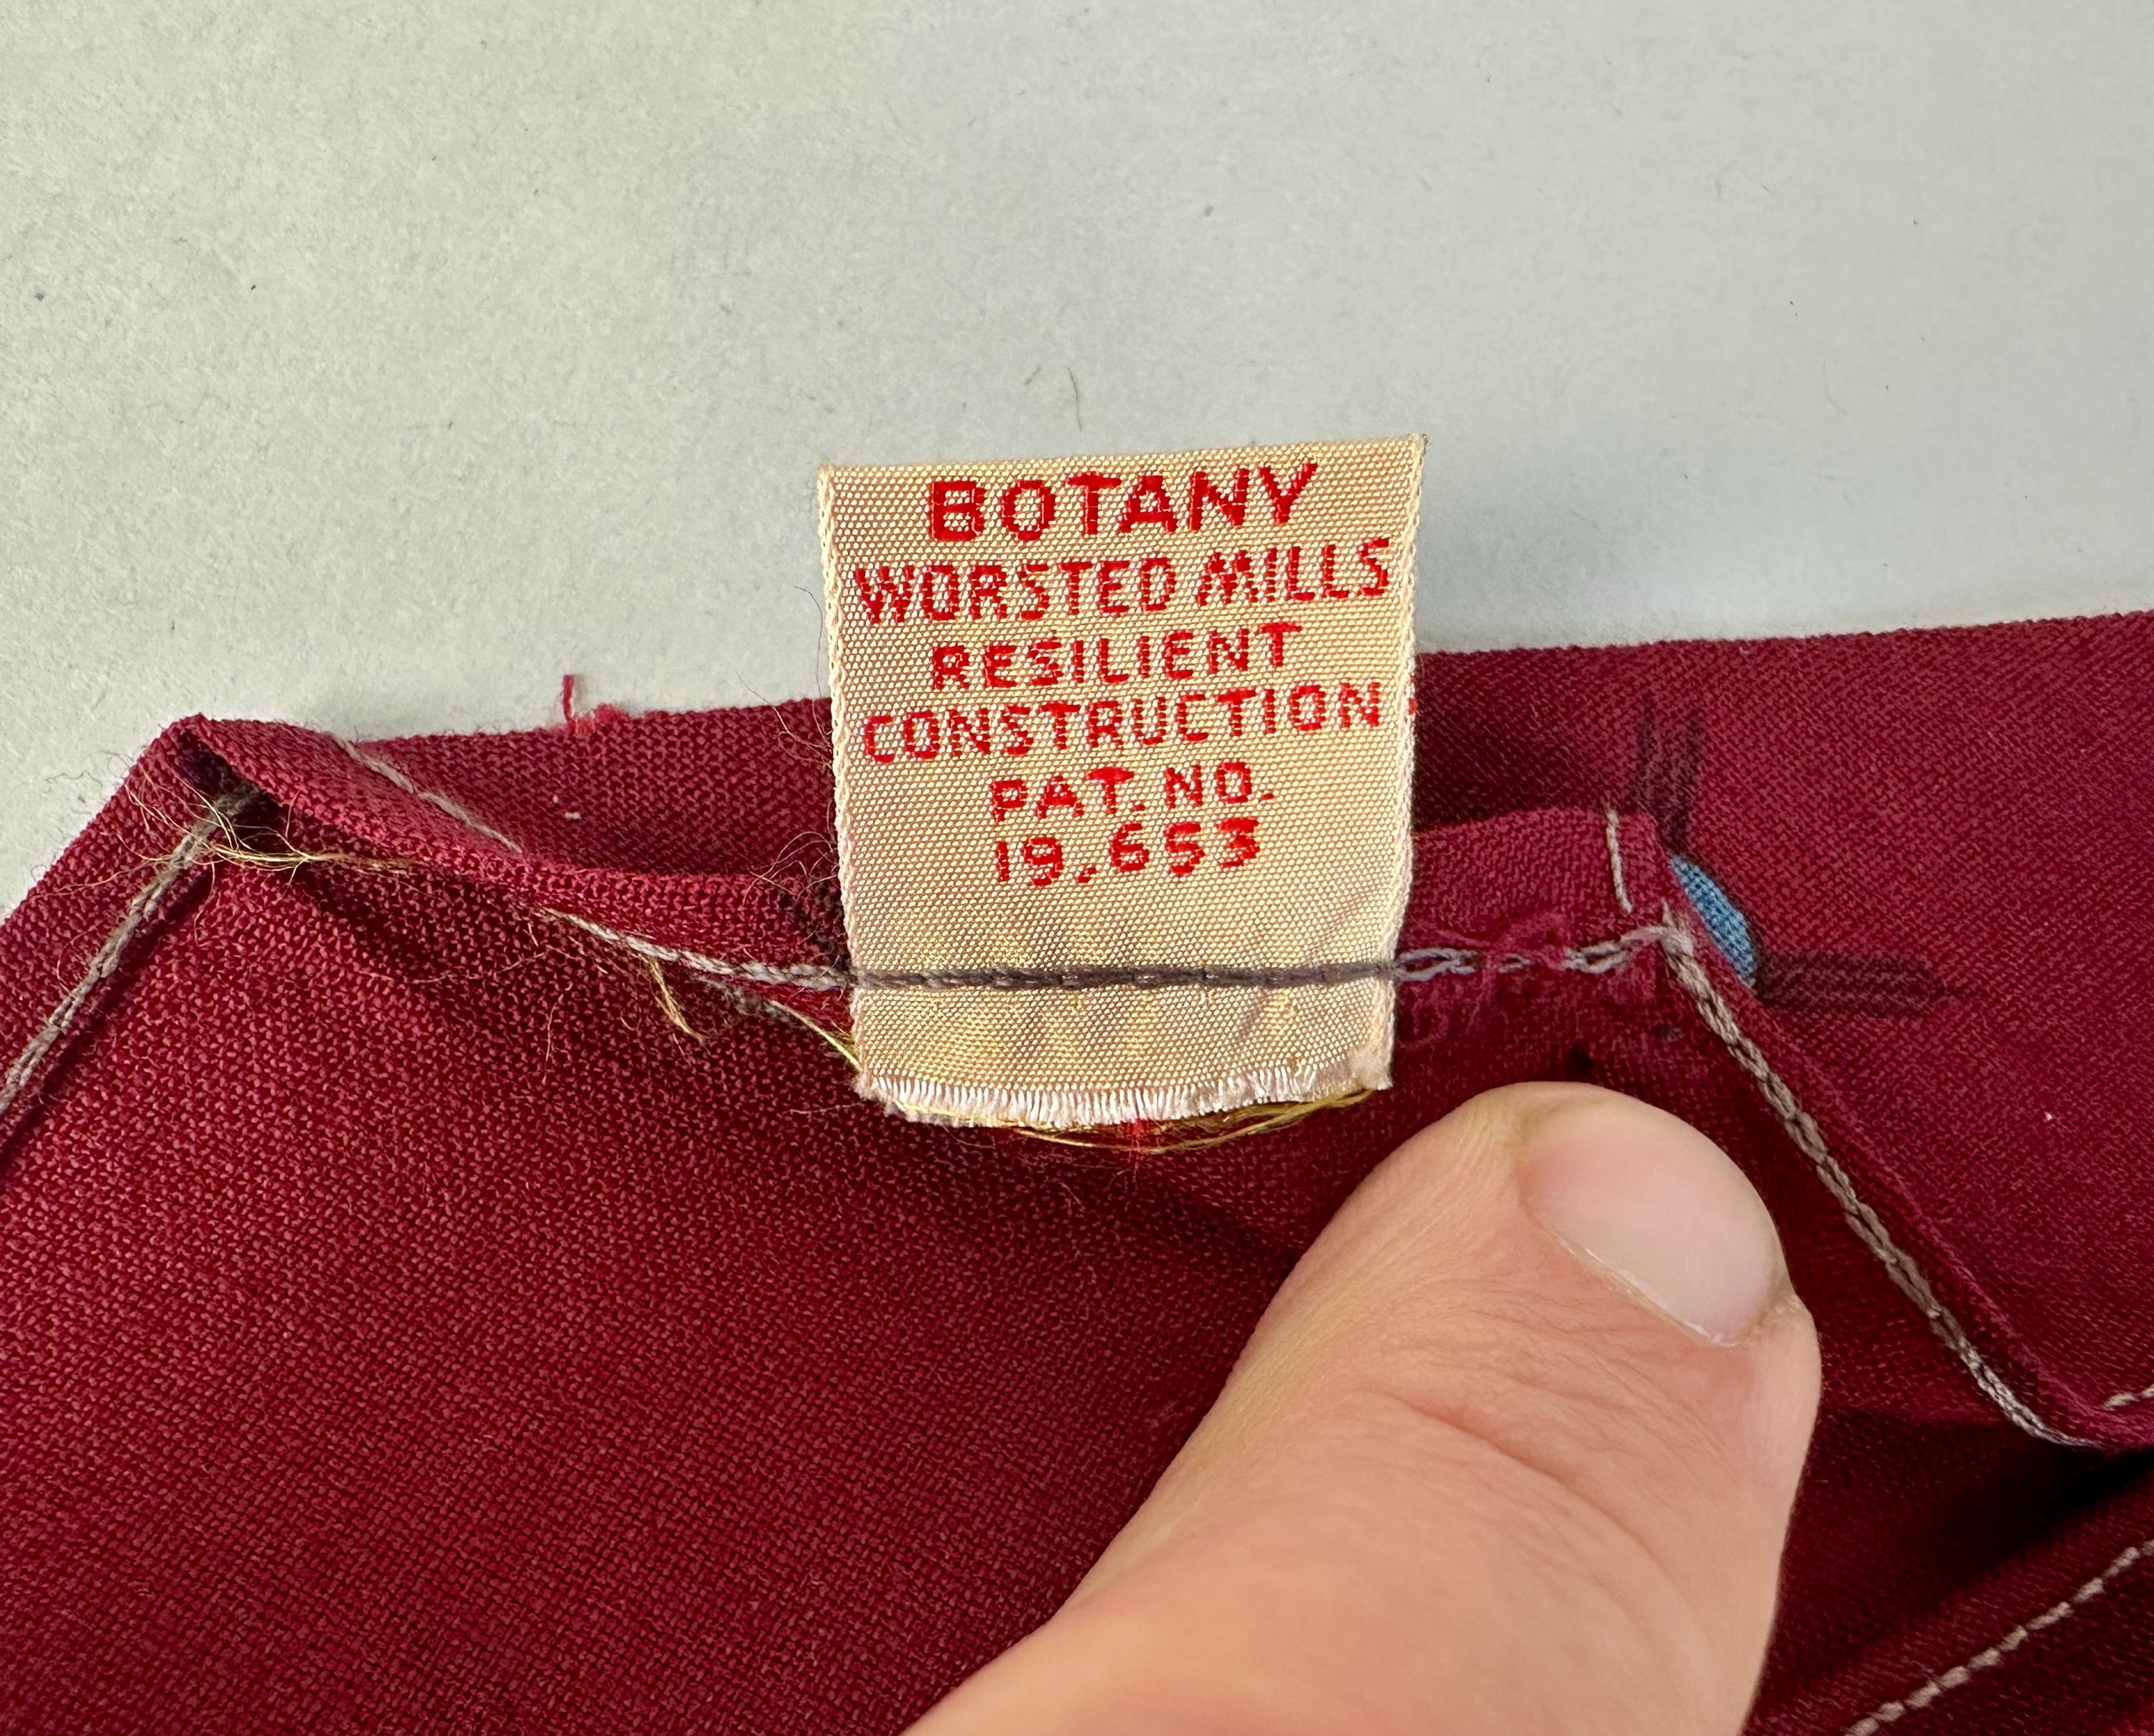 BOTANY
WORSTED MILLS
RESILIENT
CONSTRUCTION
PAT. NO.
19,653